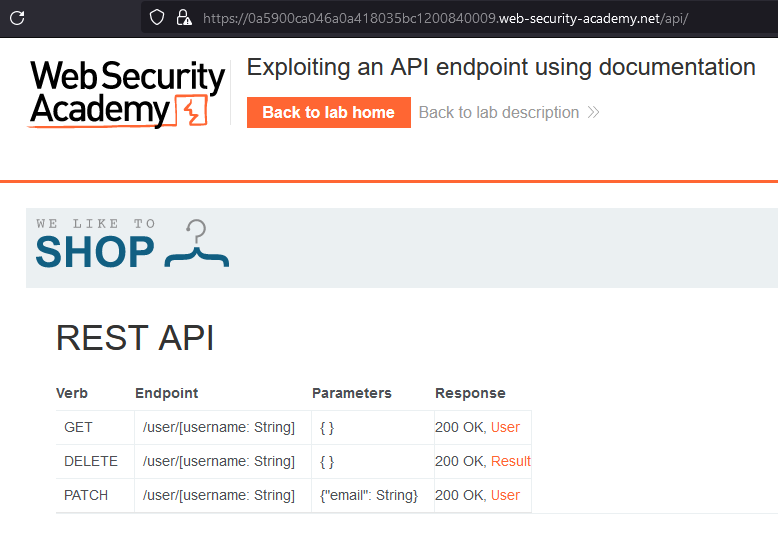 https://0a5900ca046a0a418035bc1200840009.web-security-academy.net/api/
Web Security
Academy
Exploiting an API endpoint using documentation
Back to lab home
Back to lab description
WE LIKE TO
SHOP
REST API
Verb Endpoint Parameters Response
GET /user/[username: String] { } 200 OK, User
DELETE /user/[username: String] { } 200 OK, Result
PATCH /user/[username: String] {"email": String} 200 OK, User